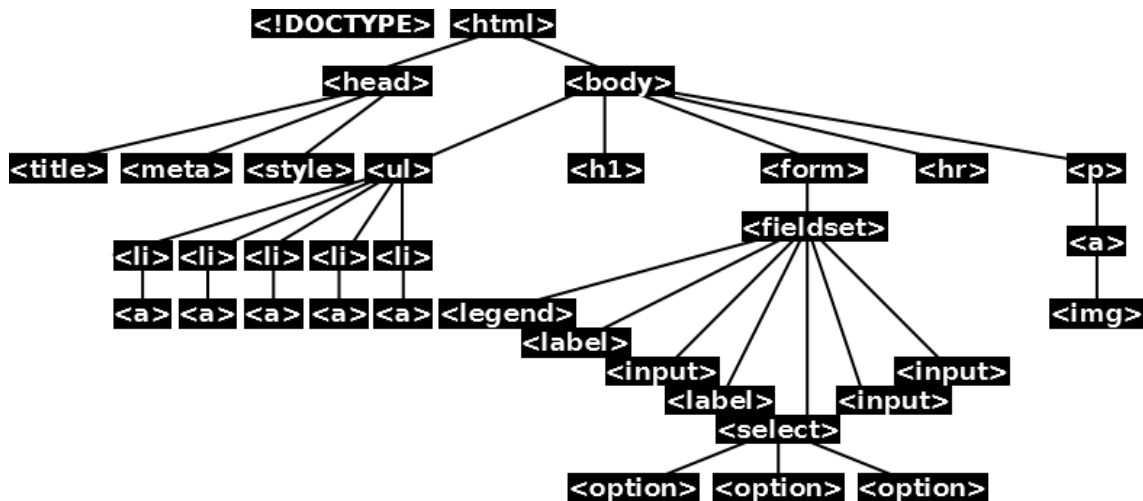 <!DOCTYPE> <html>
<head> <body>
<title> <meta> <style> <ul> <h1> <form> <hr> <p>
<fieldset>
<li> <li> <li> <li> <li> <a>
<a> <a> <a> <a> <a> <legend> <img>
<label>
<input> <input>
<label> <input>
<select>
<option> <option> <option>